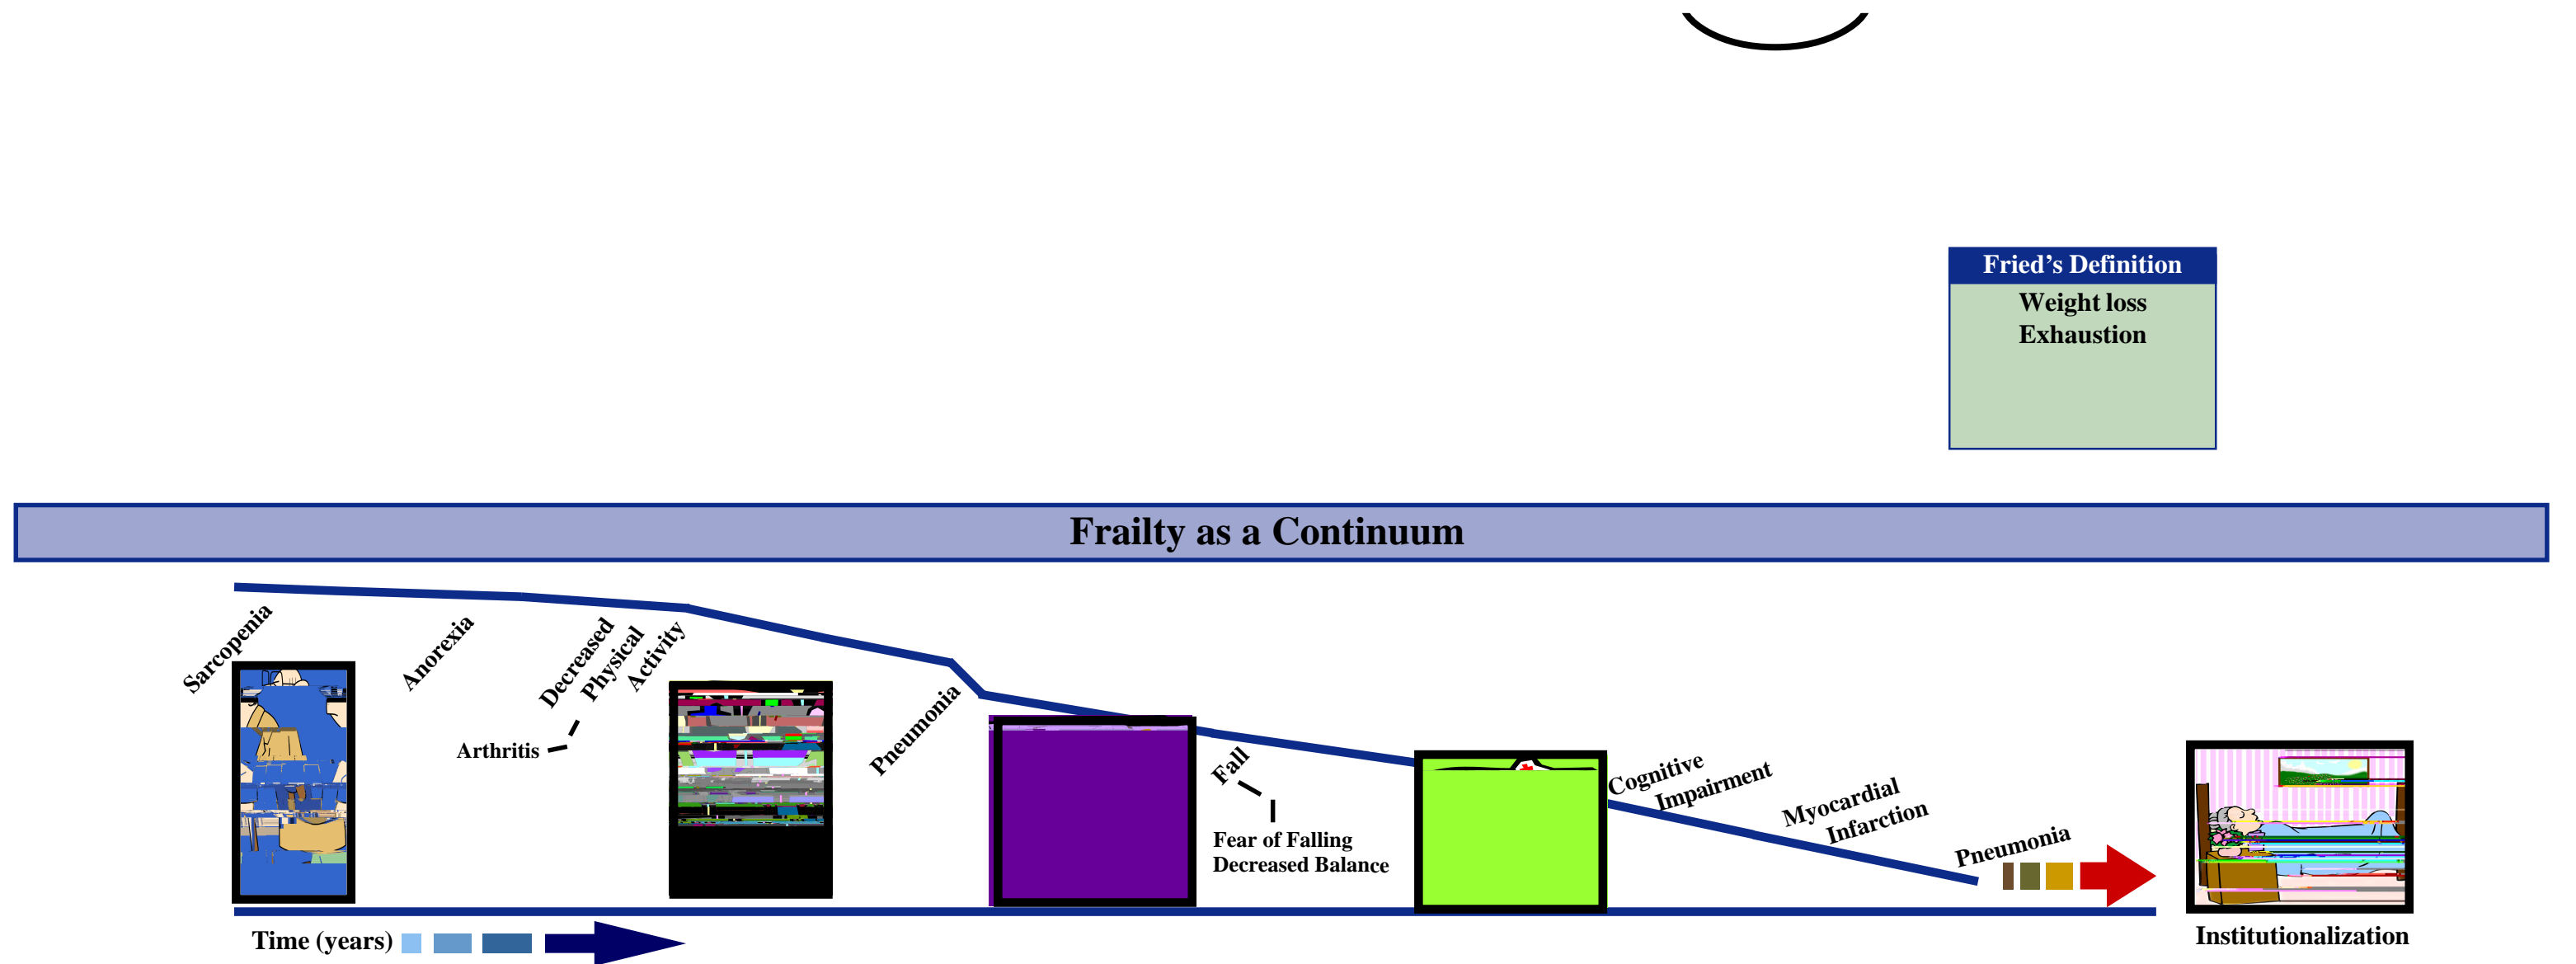 Fried’s Definition
Weight loss
Exhaustion
Frailty as a Continuum
Sarcopenia
Anorexia
Decreased
Physical
Activity
Arthritis
Pneumonia
Fall
Fear of Falling
Decreased Balance
Cognitive
Impairment
Myocardial
Infarction
Pneumonia
Institutionalization
Time (years)